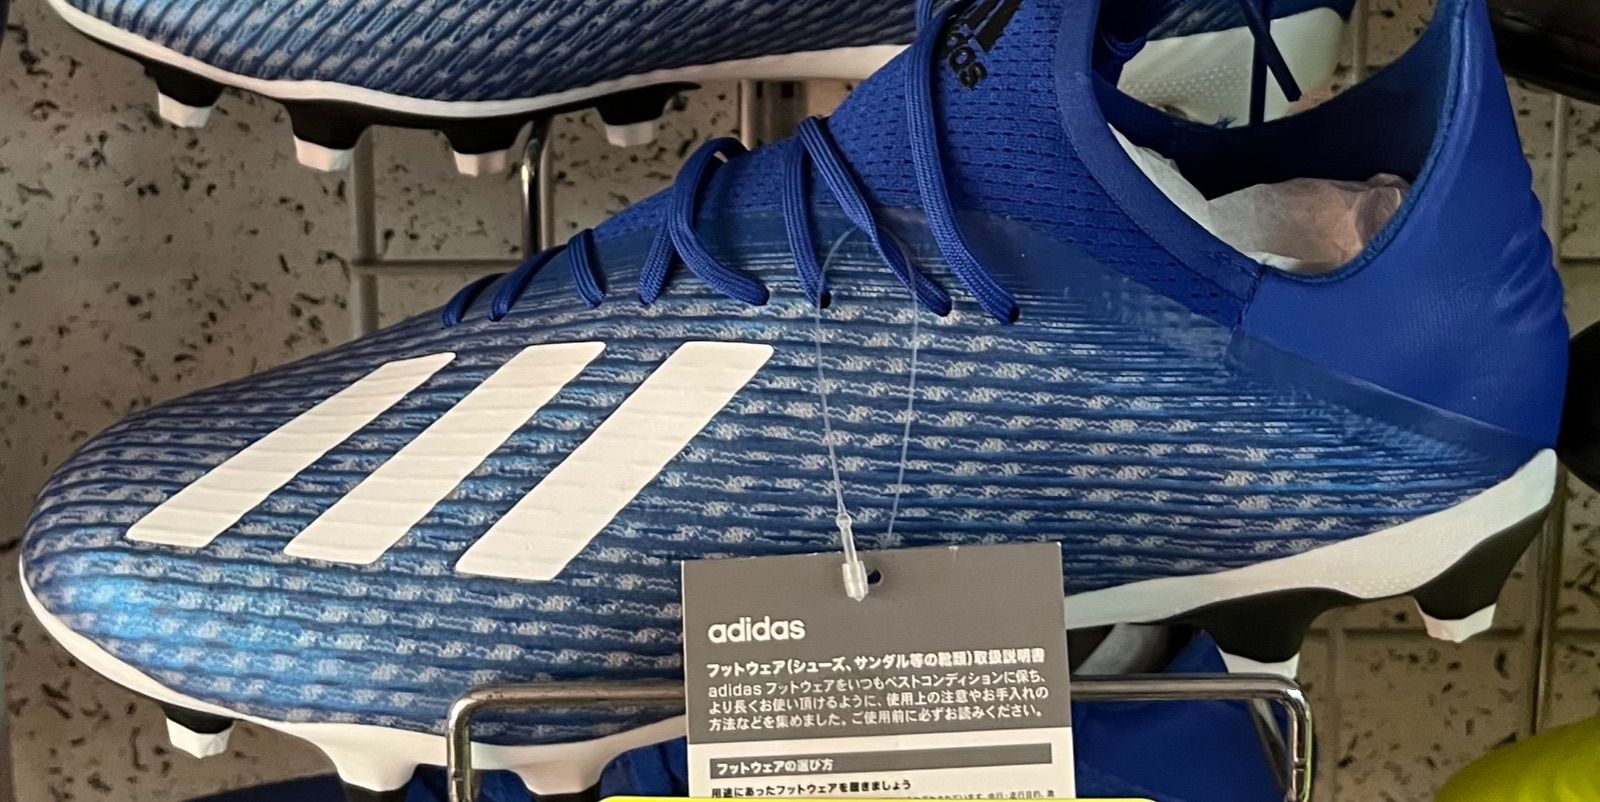 adidas
adidas
フットウェア(シューズ、サンダル等の靴類)取扱説明書
adidas フットウェアをいつもベストコンディションに保ち、
より長くお使い頂けるように、使用上の注意やお手入れの
方法などを集めました。ご使用前に必ずお読みください。
フットウェアの選び方
用途にあったフットウェアを履きましょう